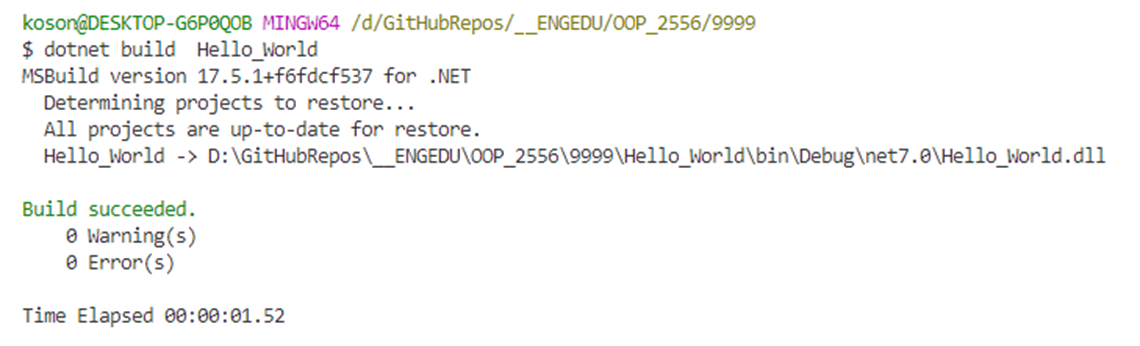 koson@DESKTOP-G6P0QOB MINGW64 /d/GitHubRepos/__ENGEDU/OOP_2556/9999
$ dotnet build  Hello_World
MSBuild version 17.5.1+f6fdcf537 for .NET
  Determining projects to restore...
  All projects are up-to-date for restore.
  Hello_World -> D:\GitHubRepos\__ENGEDU\OOP_2556\9999\Hello_World\bin\Debug\net7.0\Hello_World.dll
Build succeeded.
    0 Warning(s)
    0 Error(s)
Time Elapsed 00:00:01.52